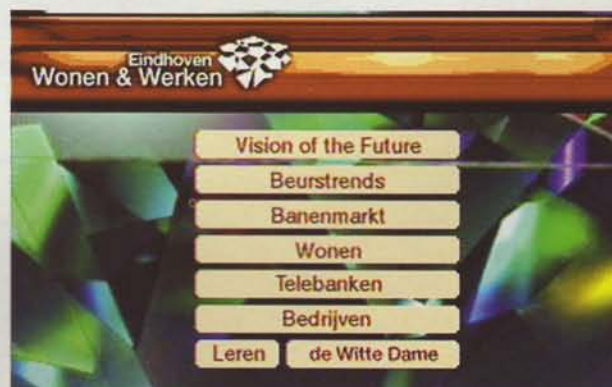 Eindhoven
Wonen & Werken
Vision of the Future
Beurstrends
Banenmarkt
Wonen
Telebanken
Bedrijven
Leren de Witte Dame